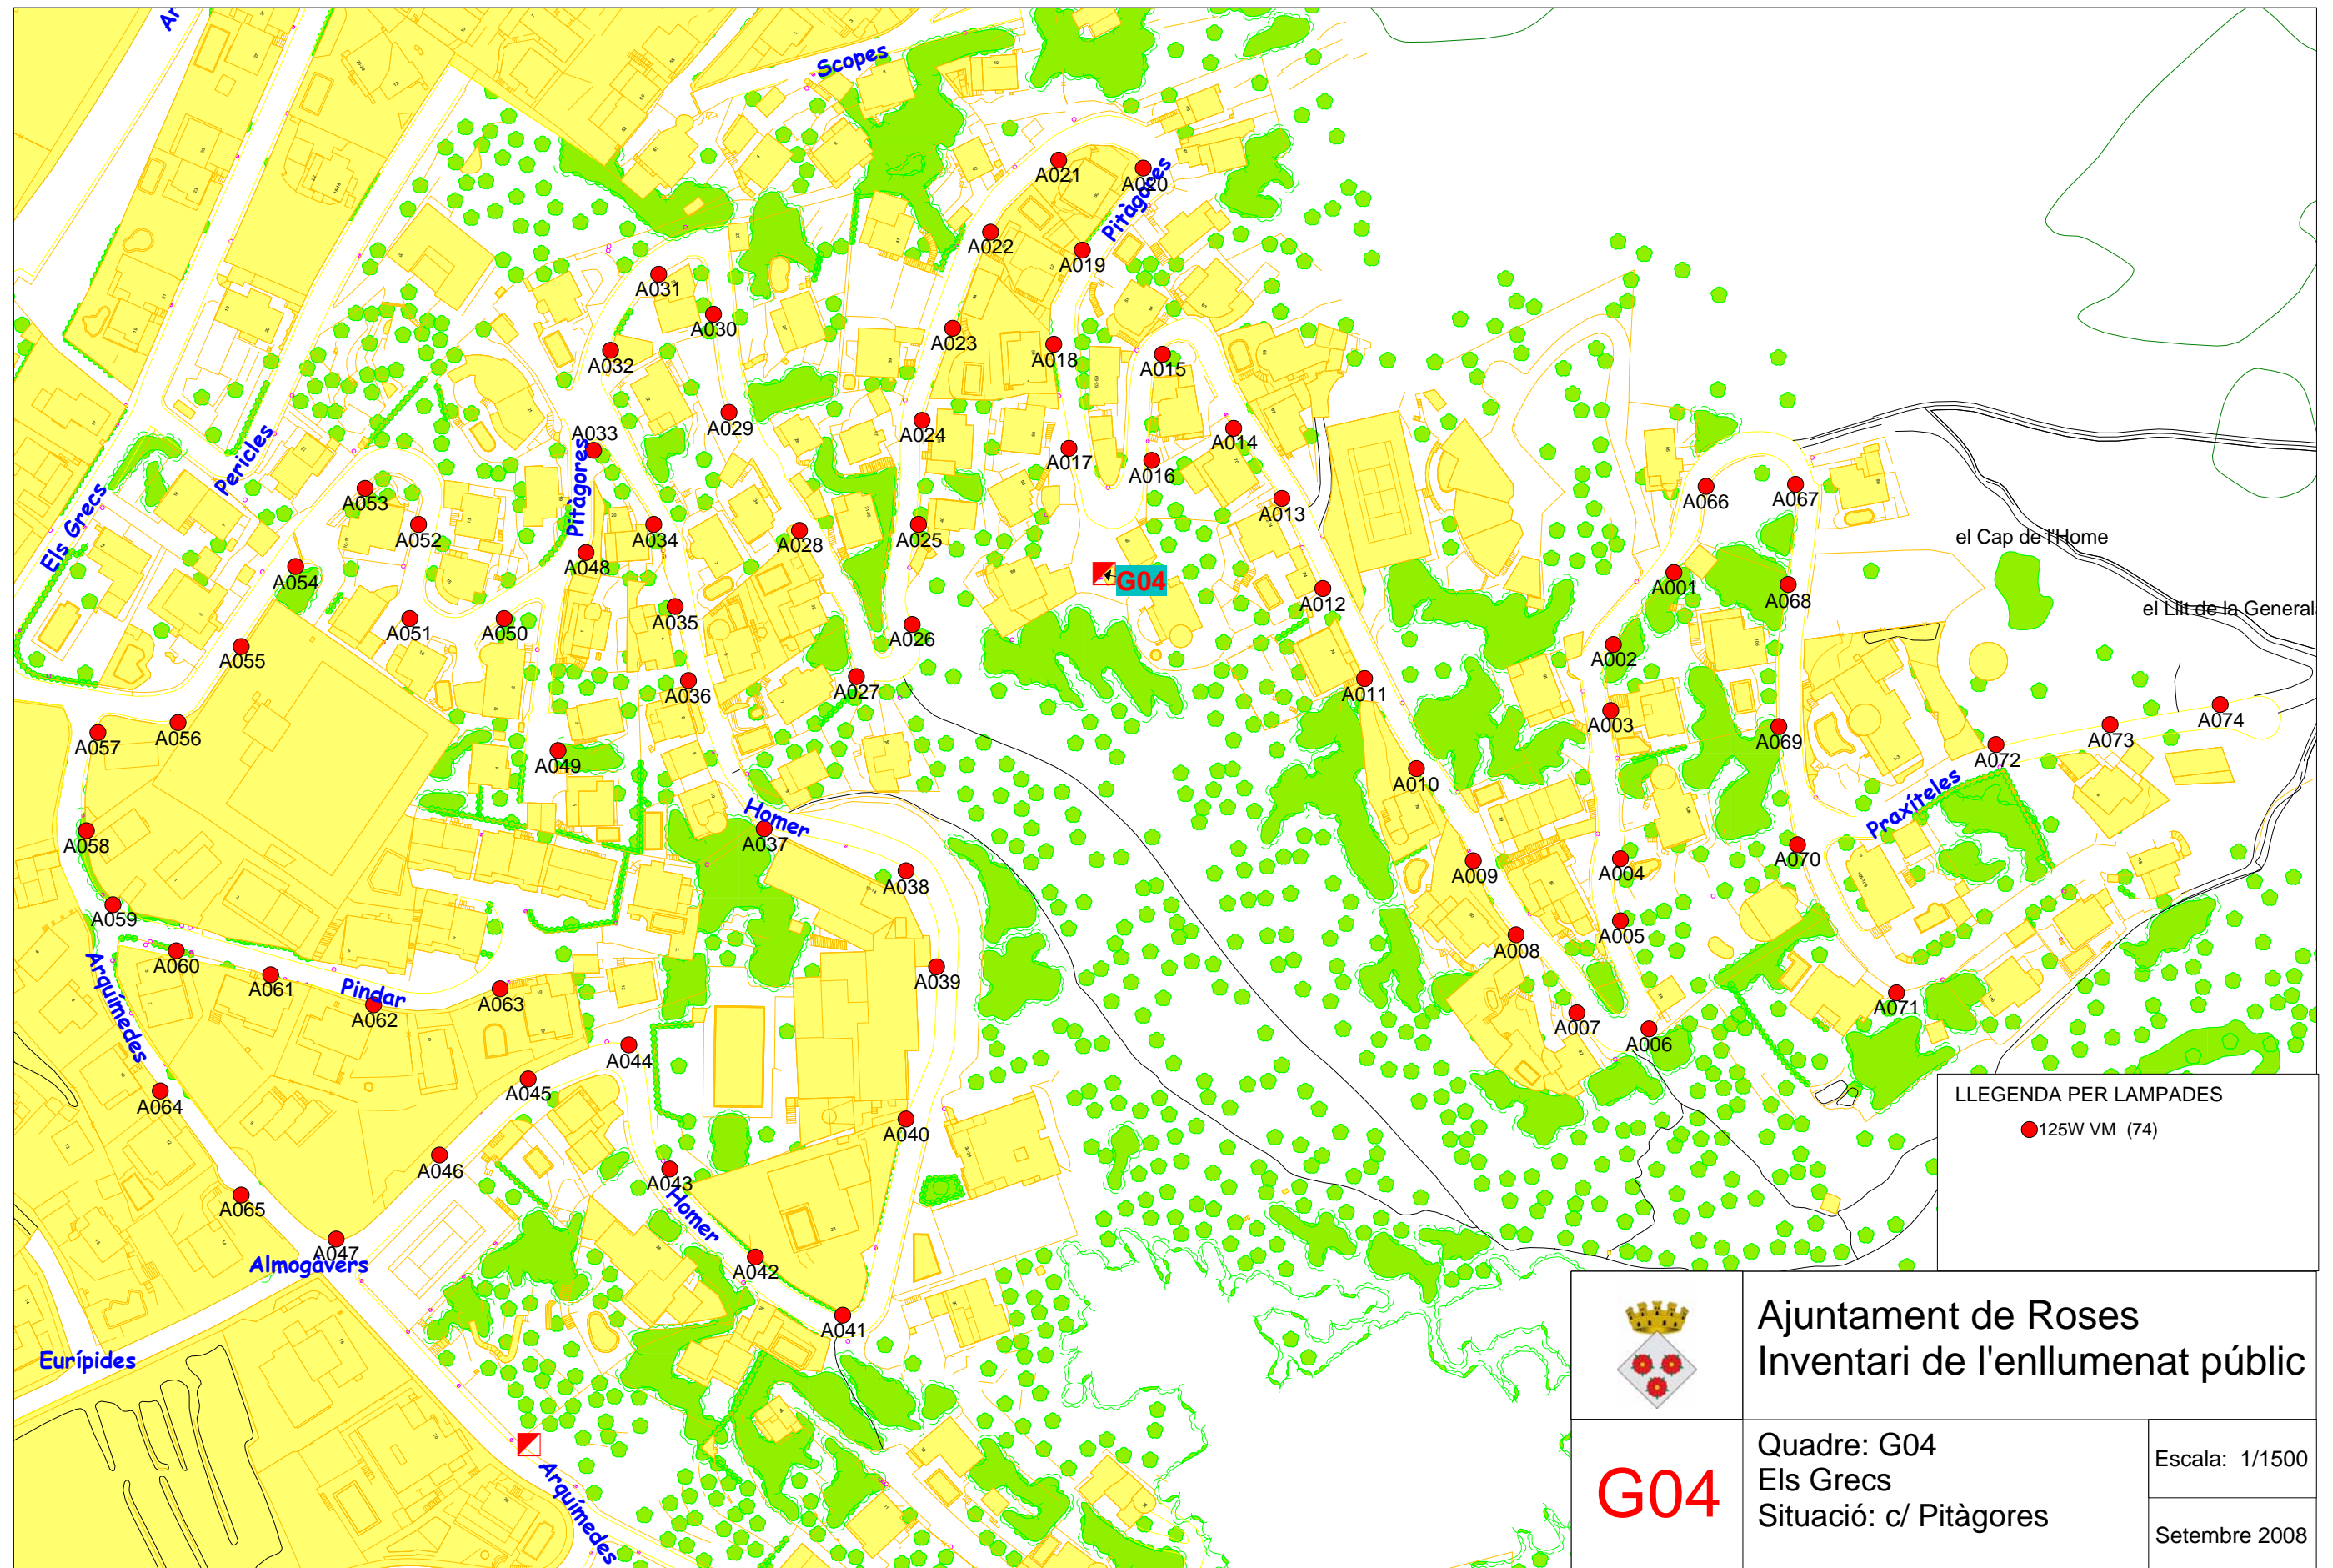 Ar
Scopes
A021
A020
Pitàgores
A022
A019
A031
A030
A023
A018
A032
A015
A029
A024
A014
A033
Pitàgores
A017
A016
Pericles
Els Grecs
A053
A066
A067
A013
A052
A034
A028
A025
el Cap de l'Home
A048
A054
G04
A001
A068
A012
el Llit de la General
A051
A050
A035
A026
A055
A002
A036
A027
A011
A003
A074
A057
A056
A069
A073
A049
A072
A010
Praxíteles
Homer
A058
A037
A070
A038
A009
A004
A059
A005
A008
A060
A039
Arquímedes
A061
Pindar
A062
A063
A071
A007
A006
A044
A045
A064
LLEGENDA PER LAMPADES
125W VM (74)
A040
A046
A043
Homer
A065
A047
Almogàvers
A042
A041
Eurípides
Arquímedes
Ajuntament de Roses
Inventari de l'enllumenat públic
G04
Quadre: G04
Els Grecs
Situació: c/ Pitàgores
Escala: 1/1500
Setembre 2008